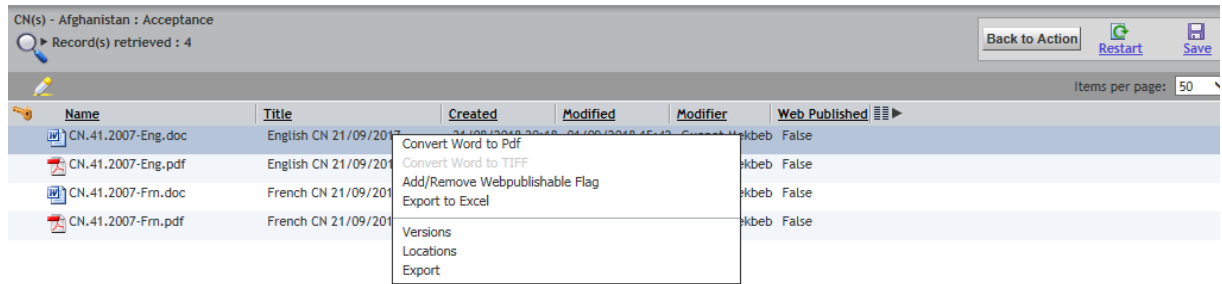 CN(s) - Afghanistan : Acceptance
Record(s) retrieved : 4
Back to Action
Restart
Save
Items per page: 50
Name Title Created Modified Modifier Web Published
CN.41.2007-Eng.doc English CN 21/09/2017 False
CN.41.2007-Eng.pdf English CN 21/09/201 False
CN.41.2007-Frn.doc French CN 21/09/201 False
CN.41.2007-Frn.pdf French CN 21/09/201 False
Convert Word to Pdf
Convert Word to TIFF
Add/Remove Webpublishable Flag
Export to Excel
Versions
Locations
Export